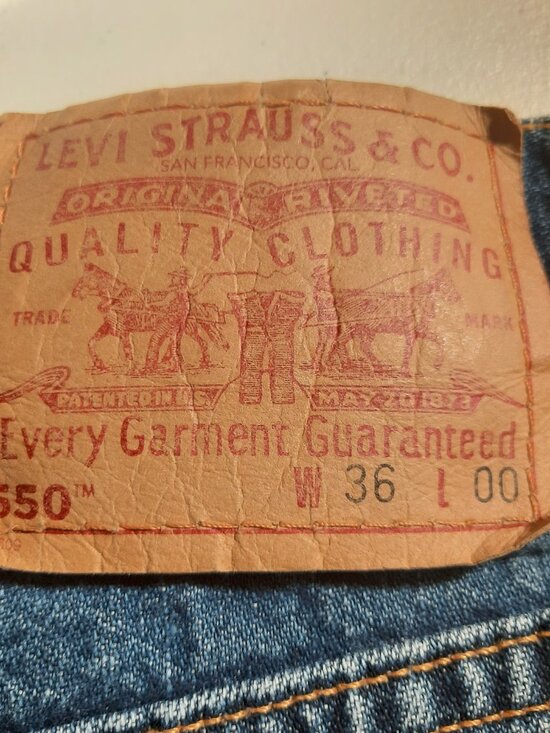 LEVI STRAUSS & CO.
SAN FRANCISCO, CAL.
ORIGINAL RIVETED
QUALITY CLOTHING
TRADE MARK
PATENTED IN U.S. MAY 20 1873
Every Garment Guaranteed
550™ W 36 L 00